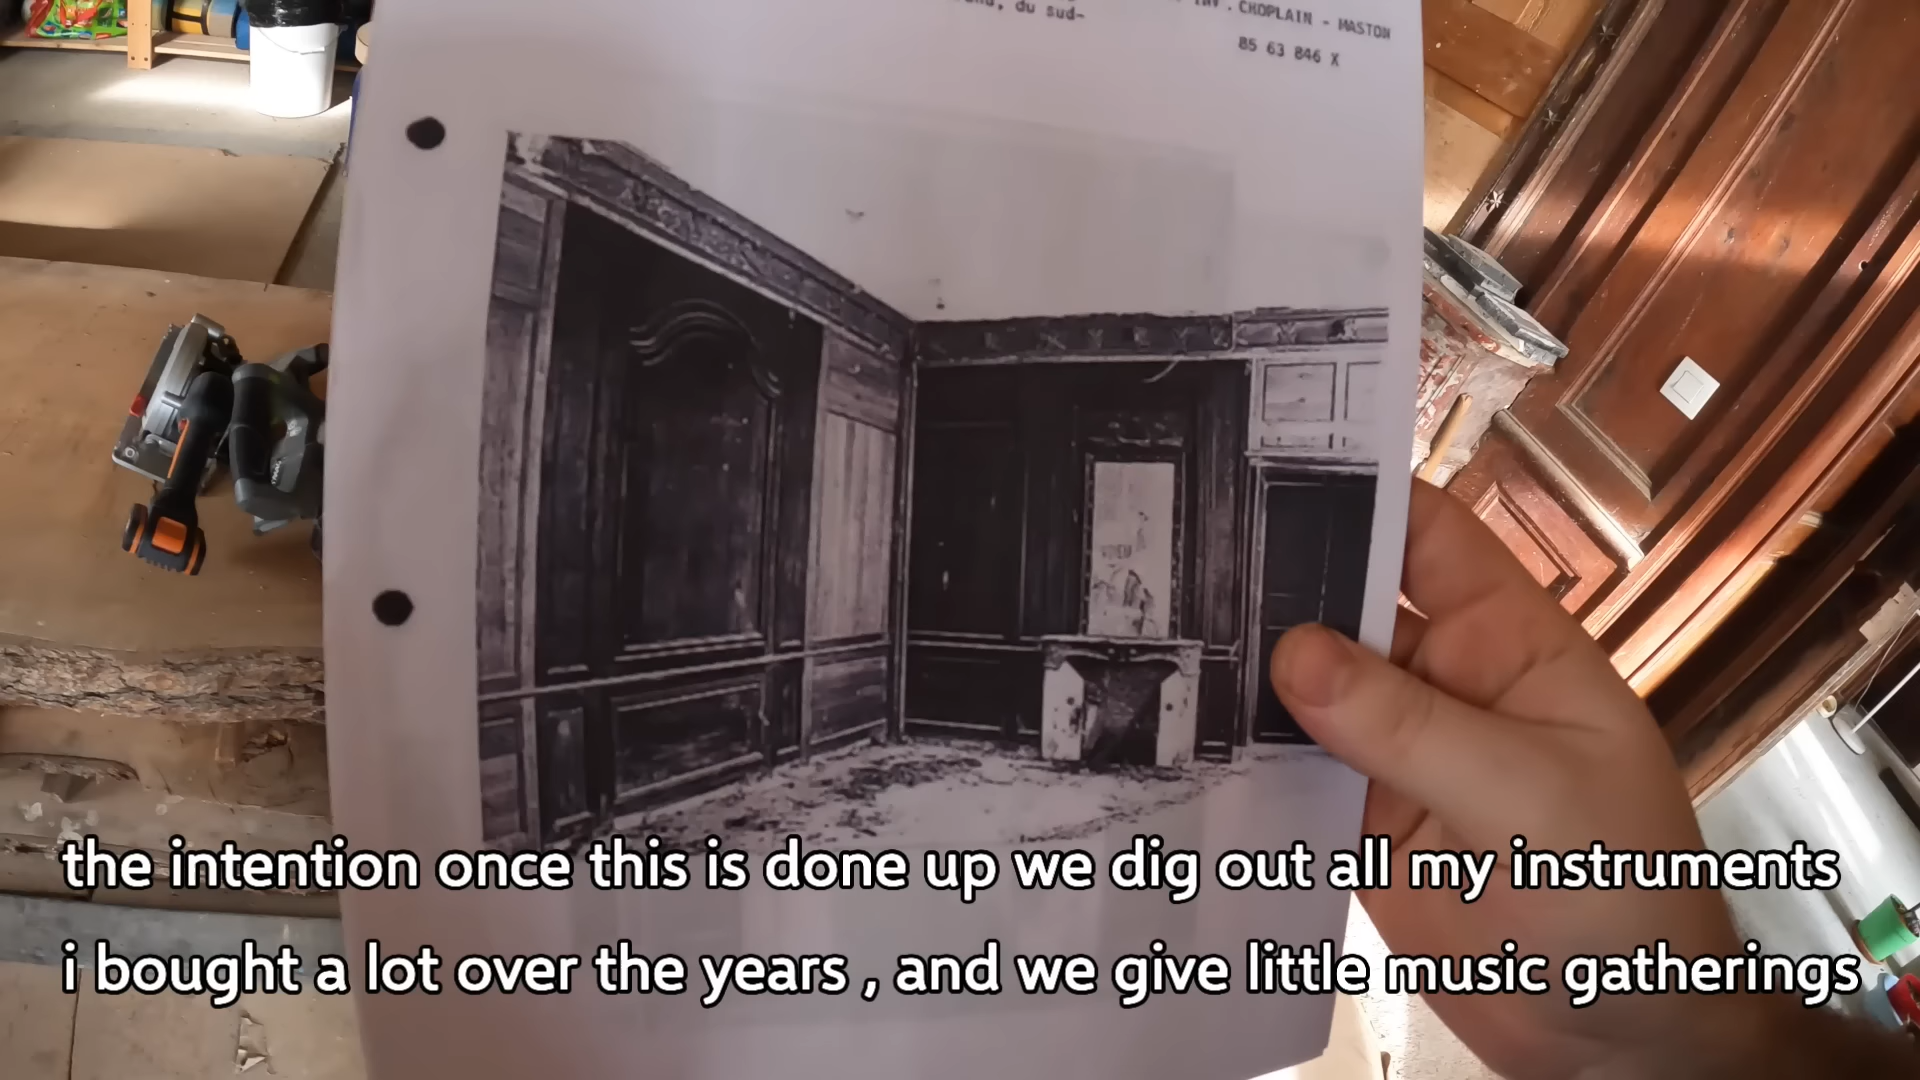 INV. CHOPLAIN - MASTON
du sud-
85 63 846 X
the intention once this is done up we dig out all my instruments
i bought a lot over the years , and we give little music gatherings